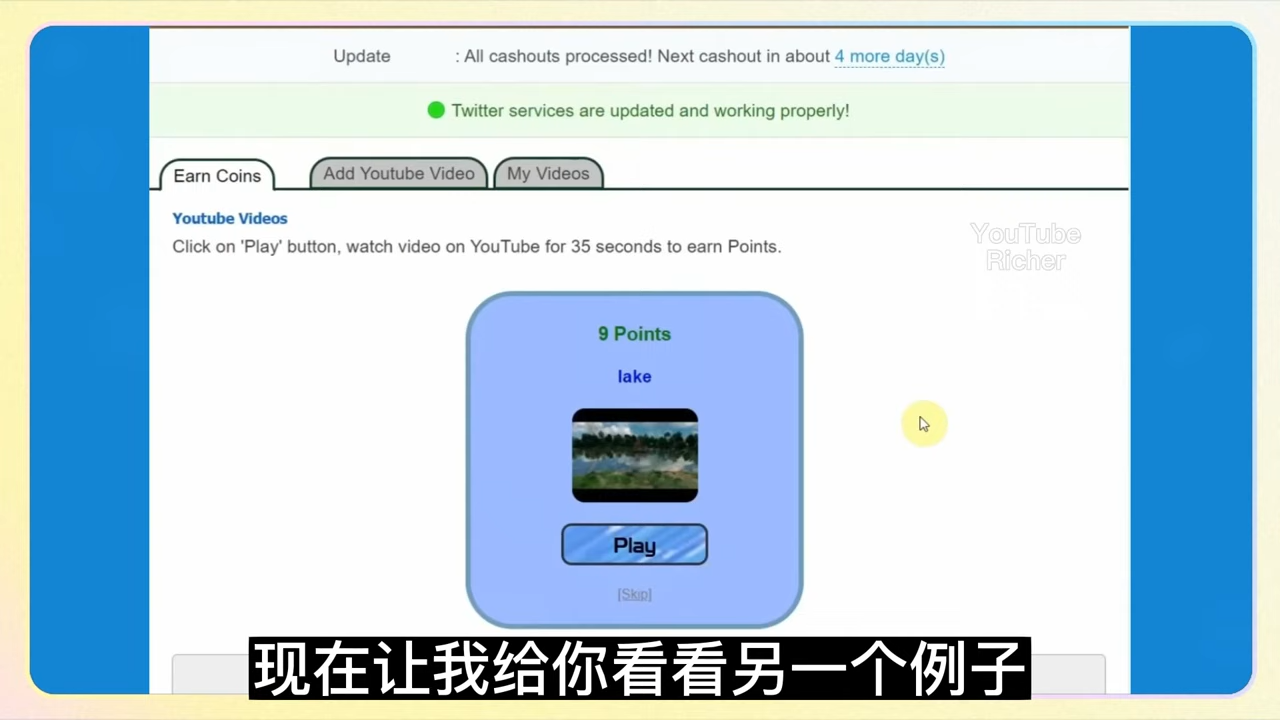 Update : All cashouts processed! Next cashout in about 4 more day(s)
Twitter services are updated and working properly!
Earn Coins
Add Youtube Video
My Videos
Youtube Videos
Click on 'Play' button, watch video on YouTube for 35 seconds to earn Points.
YouTube
Richer
9 Points
lake
Play
[Skip]
现在让我给你看看另一个例子